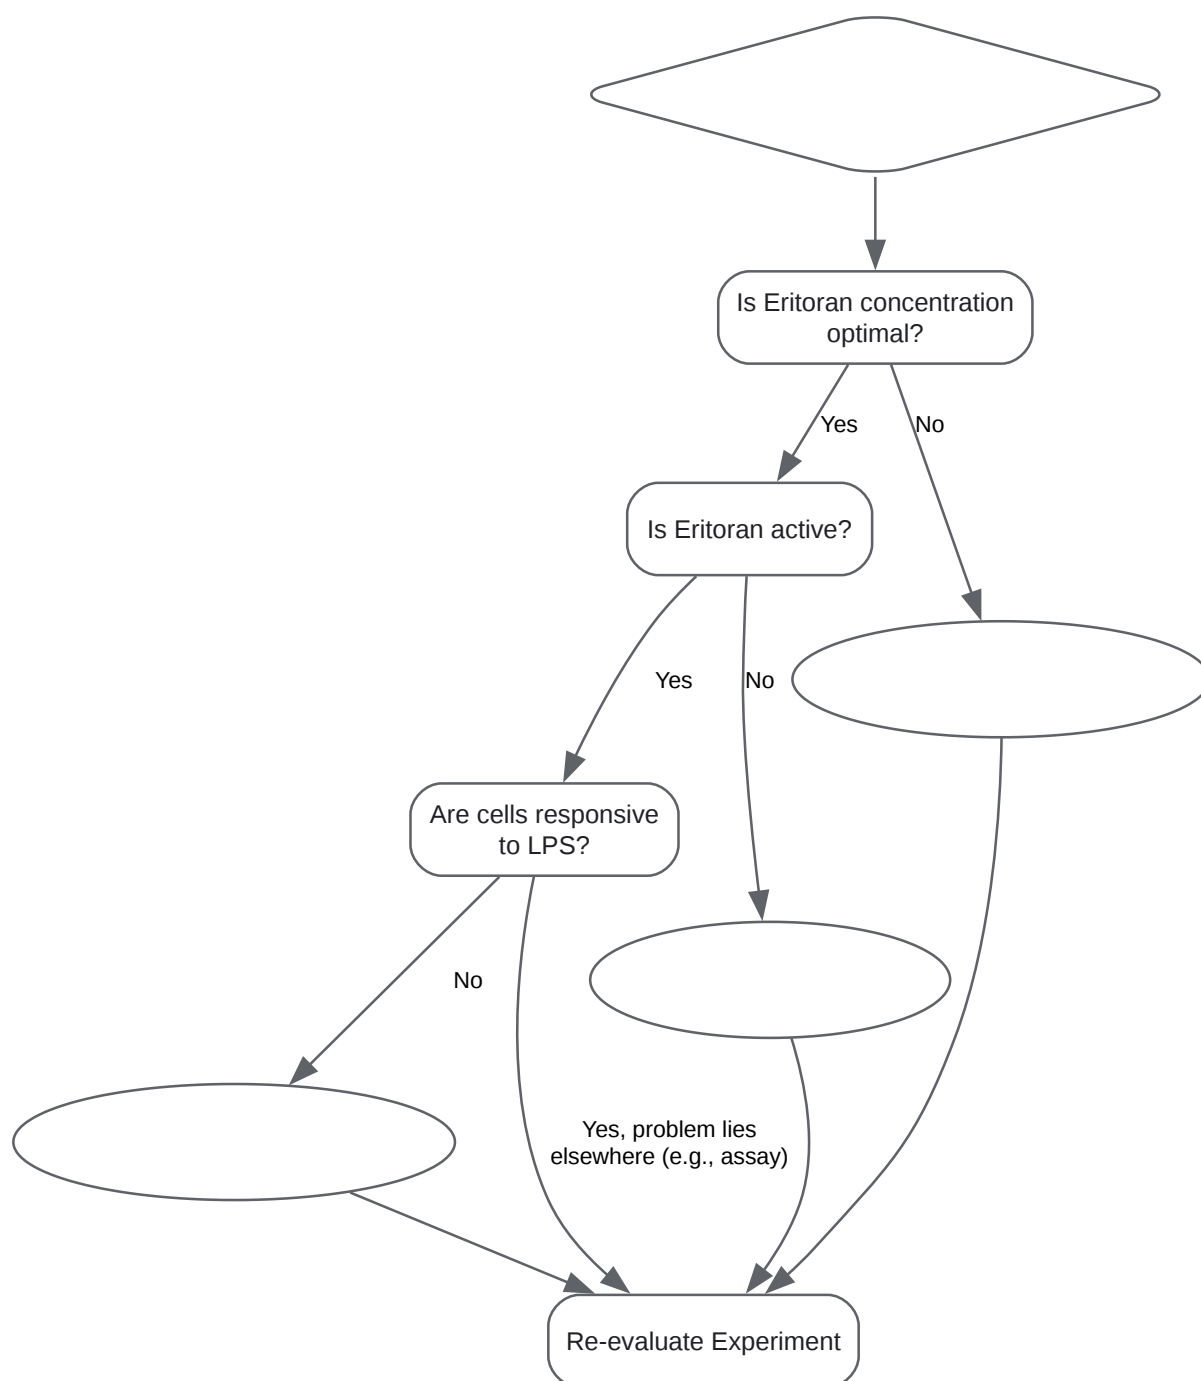 Is Eritoran concentration
optimal?
Yes
No
Is Eritoran active?
Yes
No
Are cells responsive
to LPS?
No
Yes, problem lies
elsewhere (e.g., assay)
Re-evaluate Experiment